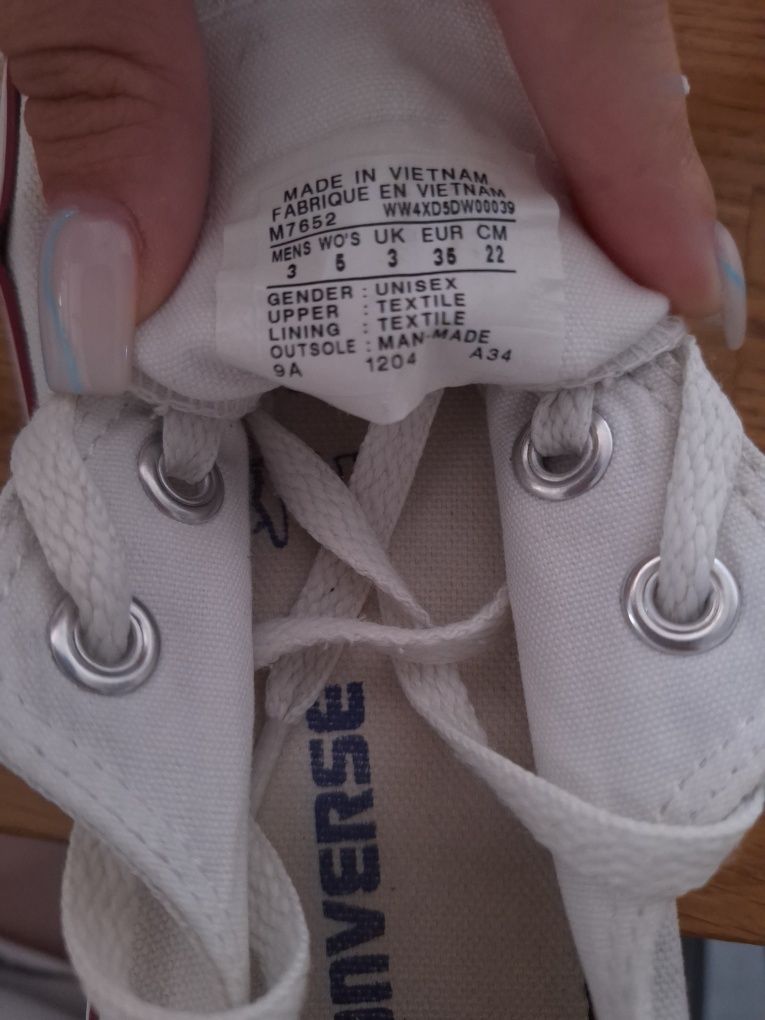 MADE IN VIETNAM
FABRIQUE EN VIETNAM
M7652 WW4XD5DW00039
MENS WO'S UK EUR CM
3 5 3 35 22
GENDER : UNISEX
UPPER : TEXTILE
LINING : TEXTILE
OUTSOLE : MAN-MADE
9A 1204 A34